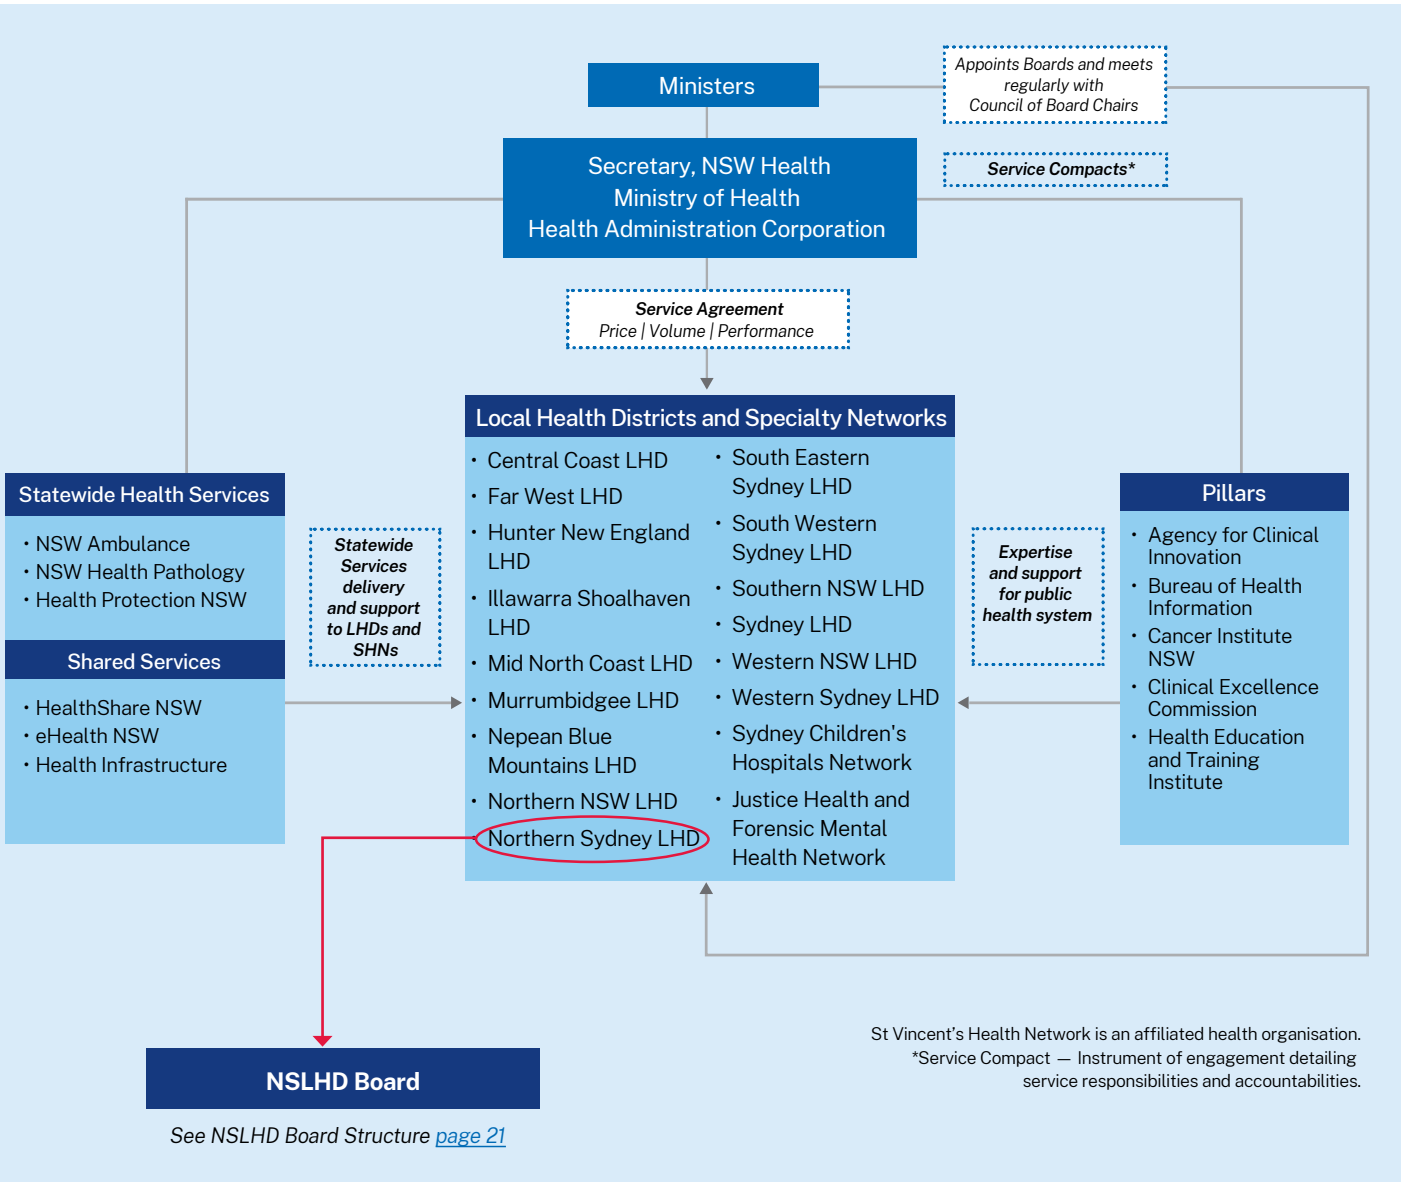 Ministers
Appoints Boards and meets
regularly with
Council of Board Chairs
Secretary, NSW Health
Ministry of Health
Health Administration Corporation
Service Compacts*
Service Agreement
Price | Volume | Performance
Local Health Districts and Specialty Networks
• Central Coast LHD
• Far West LHD
• Hunter New England
LHD
• Illawarra Shoalhaven
LHD
• Mid North Coast LHD
• Murrumbidgee LHD
• Nepean Blue
Mountains LHD
• Northern NSW LHD
• Northern Sydney LHD
• South Eastern
Sydney LHD
• South Western
Sydney LHD
• Southern NSW LHD
• Sydney LHD
• Western NSW LHD
• Western Sydney LHD
• Sydney Children's
Hospitals Network
• Justice Health and
Forensic Mental
Health Network
Statewide Health Services
• NSW Ambulance
• NSW Health Pathology
• Health Protection NSW
Shared Services
• HealthShare NSW
• eHealth NSW
• Health Infrastructure
Statewide
Services
delivery
and support
to LHDs and
SHNs
Expertise
and support
for public
health system
Pillars
• Agency for Clinical
Innovation
• Bureau of Health
Information
• Cancer Institute
NSW
• Clinical Excellence
Commission
• Health Education
and Training
Institute
NSLHD Board
See NSLHD Board Structure page 21
St Vincent’s Health Network is an affiliated health organisation.
*Service Compact — Instrument of engagement detailing
service responsibilities and accountabilities.